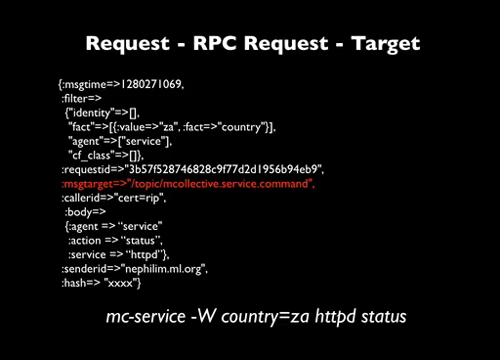 Request - RPC Request - Target
{:msgtime=>1280271069,
:filter=>
{"identity"=>[],
"fact"=>[{:value=>"za", :fact=>"country"}],
"agent"=>["service"],
"cf_class"=>[]},
:requestid=>"3b57f528746828c9f77d2d1956b94eb9",
:msgtarget=>"/topic/mcollective.service.command",
:callerid=>"cert=rip",
:body=>
{:agent => “service"
:action => “status”,
:service => “httpd”},
:senderid=>"nephilim.ml.org",
:hash=> "xxxx"}
mc-service -W country=za httpd status